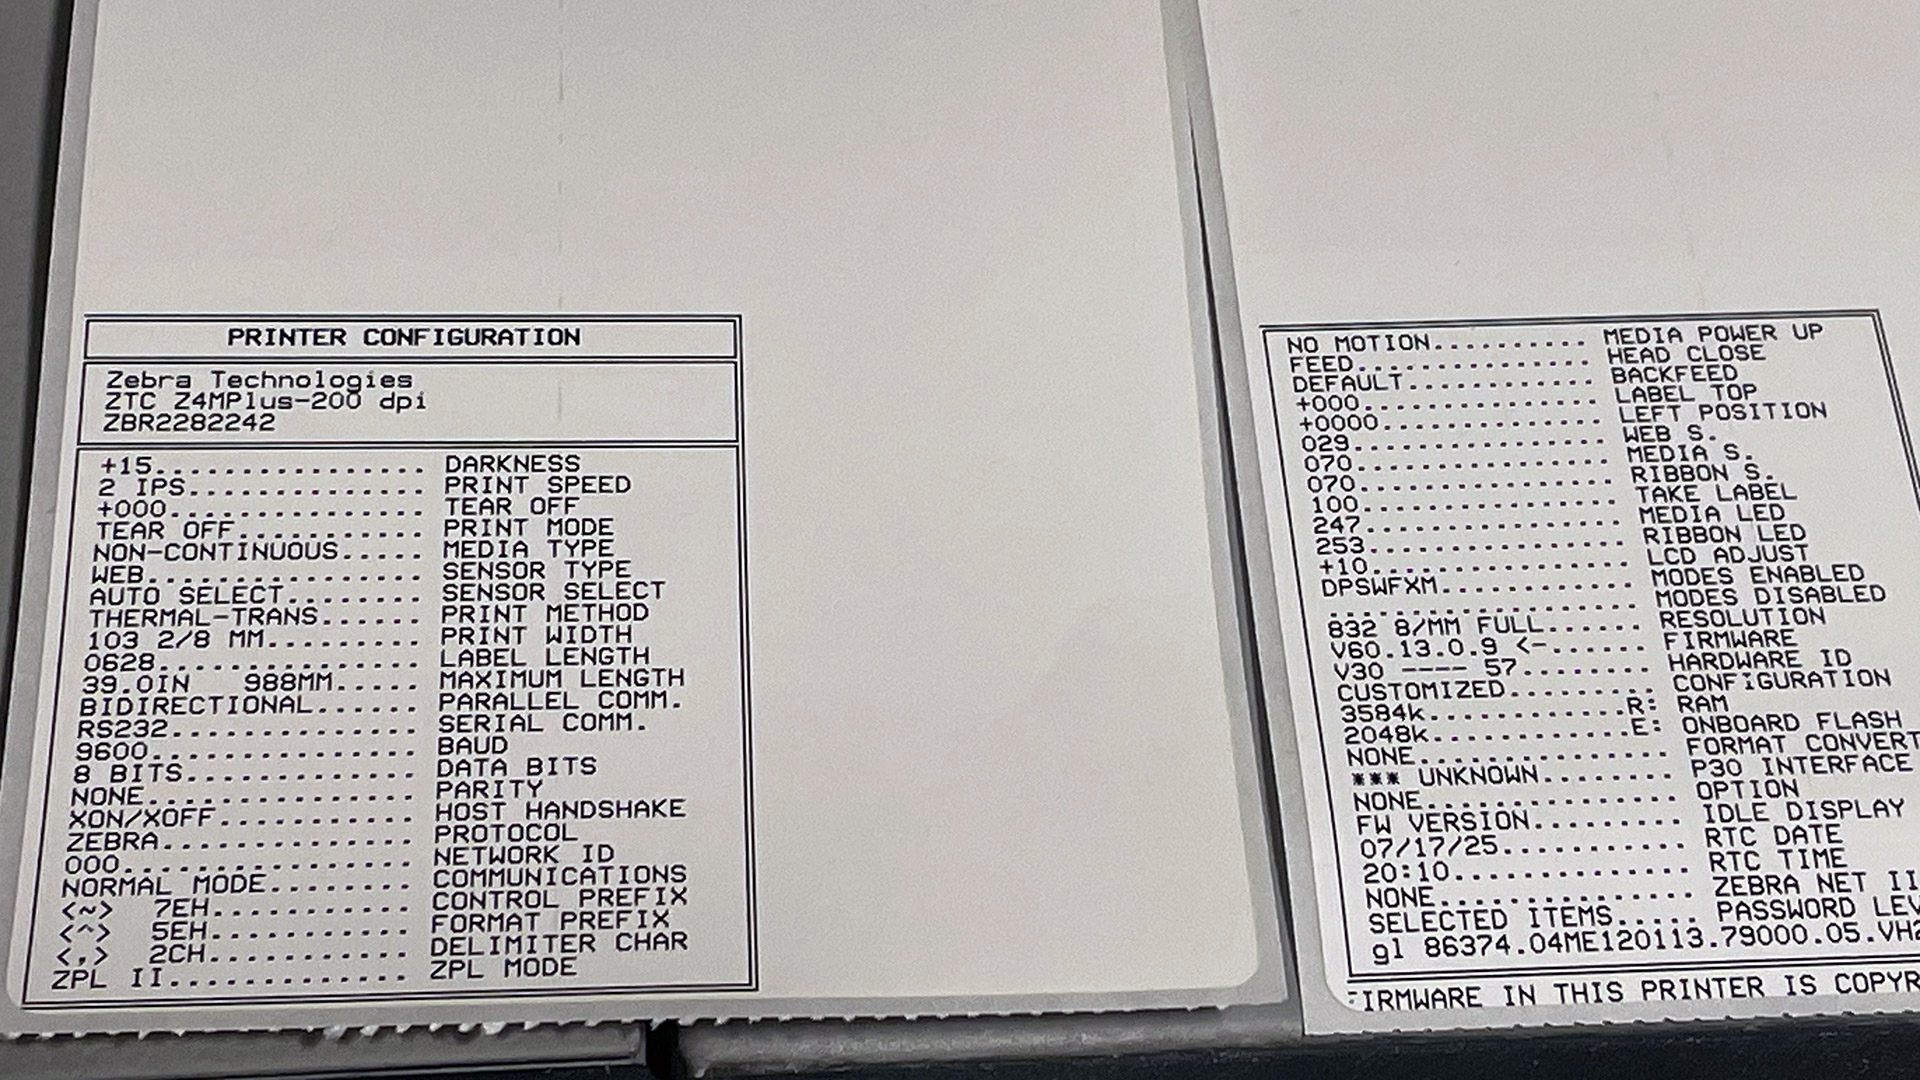 PRINTER CONFIGURATION
Zebra Technologies
ZTC Z4MPlus-200 dpi
ZBR2282242
+15................ DARKNESS
2 IPS.............. PRINT SPEED
+000............... TEAR OFF
TEAR OFF........... PRINT MODE
NON-CONTINUOUS..... MEDIA TYPE
WEB................ SENSOR TYPE
AUTO SELECT........ SENSOR SELECT
THERMAL-TRANS...... PRINT METHOD
103 2/8 MM......... PRINT WIDTH
0628............... LABEL LENGTH
39.0IN   988MM..... MAXIMUM LENGTH
BIDIRECTIONAL...... PARALLEL COMM.
RS232.............. SERIAL COMM.
9600............... BAUD
8 BITS............. DATA BITS
NONE............... PARITY
XON/XOFF........... HOST HANDSHAKE
ZEBRA.............. PROTOCOL
000................ NETWORK ID
NORMAL MODE........ COMMUNICATIONS
<~>  7EH........... CONTROL PREFIX
<^>  5EH........... FORMAT PREFIX
<,>  2CH........... DELIMITER CHAR
ZPL II............. ZPL MODE
NO MOTION.......... MEDIA POWER UP
FEED............... HEAD CLOSE
DEFAULT............ BACKFEED
+000............... LABEL TOP
+0000.............. LEFT POSITION
029................ WEB S.
070................ MEDIA S.
070................ RIBBON S.
100................ TAKE LABEL
247................ MEDIA LED
253................ RIBBON LED
+10................ LCD ADJUST
DPSWFXM............ MODES ENABLED
................... MODES DISABLED
832 8/MM FULL...... RESOLUTION
V60.13.0.9 <-...... FIRMWARE
V30 ---- 57........ HARDWARE ID
CUSTOMIZED......... CONFIGURATION
3584k............R: RAM
2048k............E: ONBOARD FLASH
NONE............... FORMAT CONVERT
*** UNKNOWN........ P30 INTERFACE
NONE............... OPTION
FW VERSION......... IDLE DISPLAY
07/17/25........... RTC DATE
20:10.............. RTC TIME
NONE............... ZEBRA NET II
SELECTED ITEMS..... PASSWORD LEV
gl 86374.04ME120113.79000.05.VH2
FIRMWARE IN THIS PRINTER IS COPYR